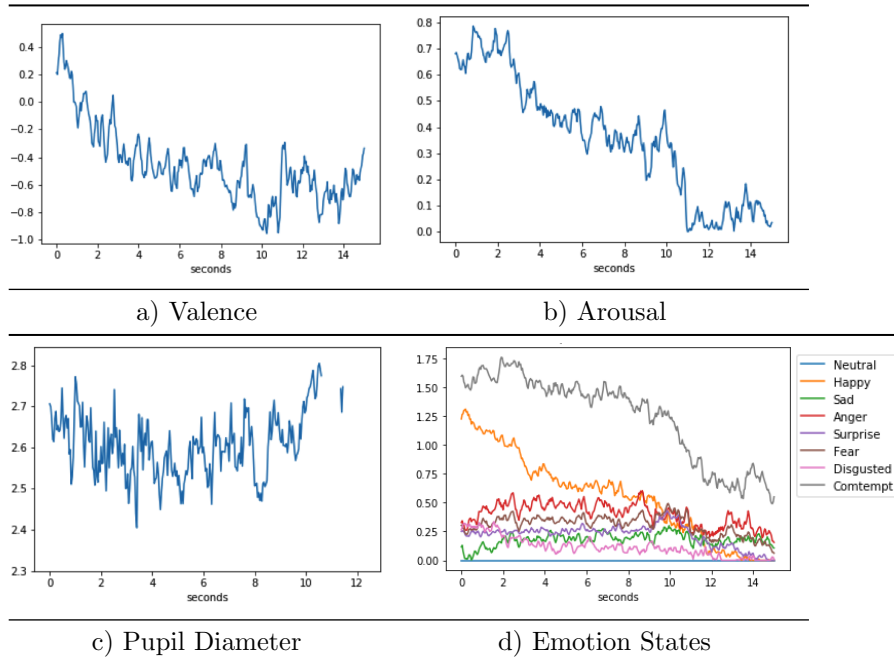 0.4
0.2
0.0
−0.2
−0.4
−0.6
−0.8
−1.0
0 2 4 6 8 10 12 14
seconds
0.8
0.7
0.6
0.5
0.4
0.3
0.2
0.1
0.0
0 2 4 6 8 10 12 14
seconds
a) Valence
b) Arousal
2.8
2.7
2.6
2.5
2.4
2.3
0 2 4 6 8 10 12
seconds
1.75
1.50
1.25
1.00
0.75
0.50
0.25
0.00
0 2 4 6 8 10 12 14
seconds
Neutral
Happy
Sad
Anger
Surprise
Fear
Disgusted
Comtempt
c) Pupil Diameter
d) Emotion States